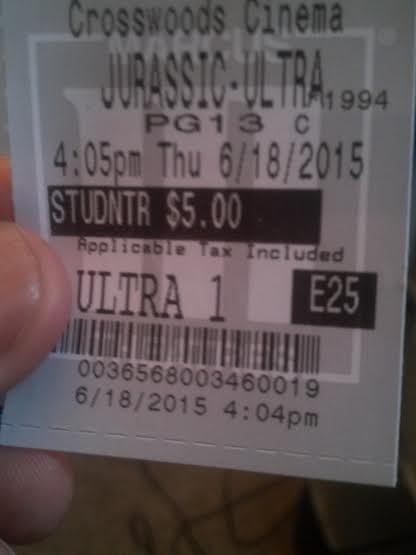 Crosswoods Cinema
MARCUS
JURASSIC-ULTRA
1994
PG13 C
4:05pm Thu 6/18/2015
STUDNTR $5.00
Applicable Tax Included
ULTRA 1 E25
0036568003460019
6/18/2015 4:04pm